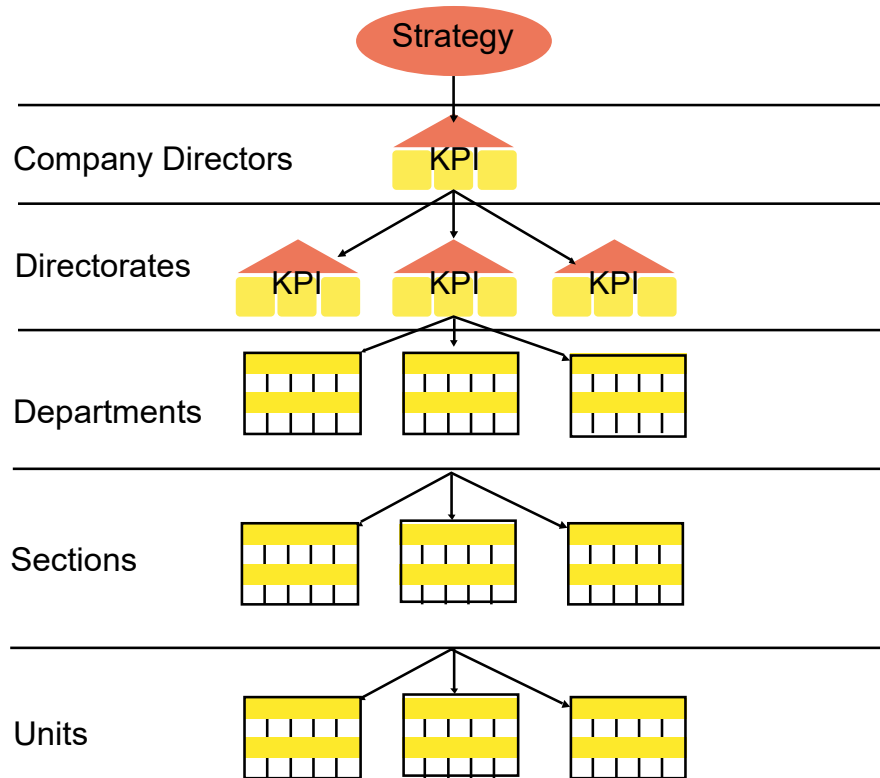 Strategy
Company Directors
KPI
Directorates
KPI
KPI
KPI
Departments
Sections
Units